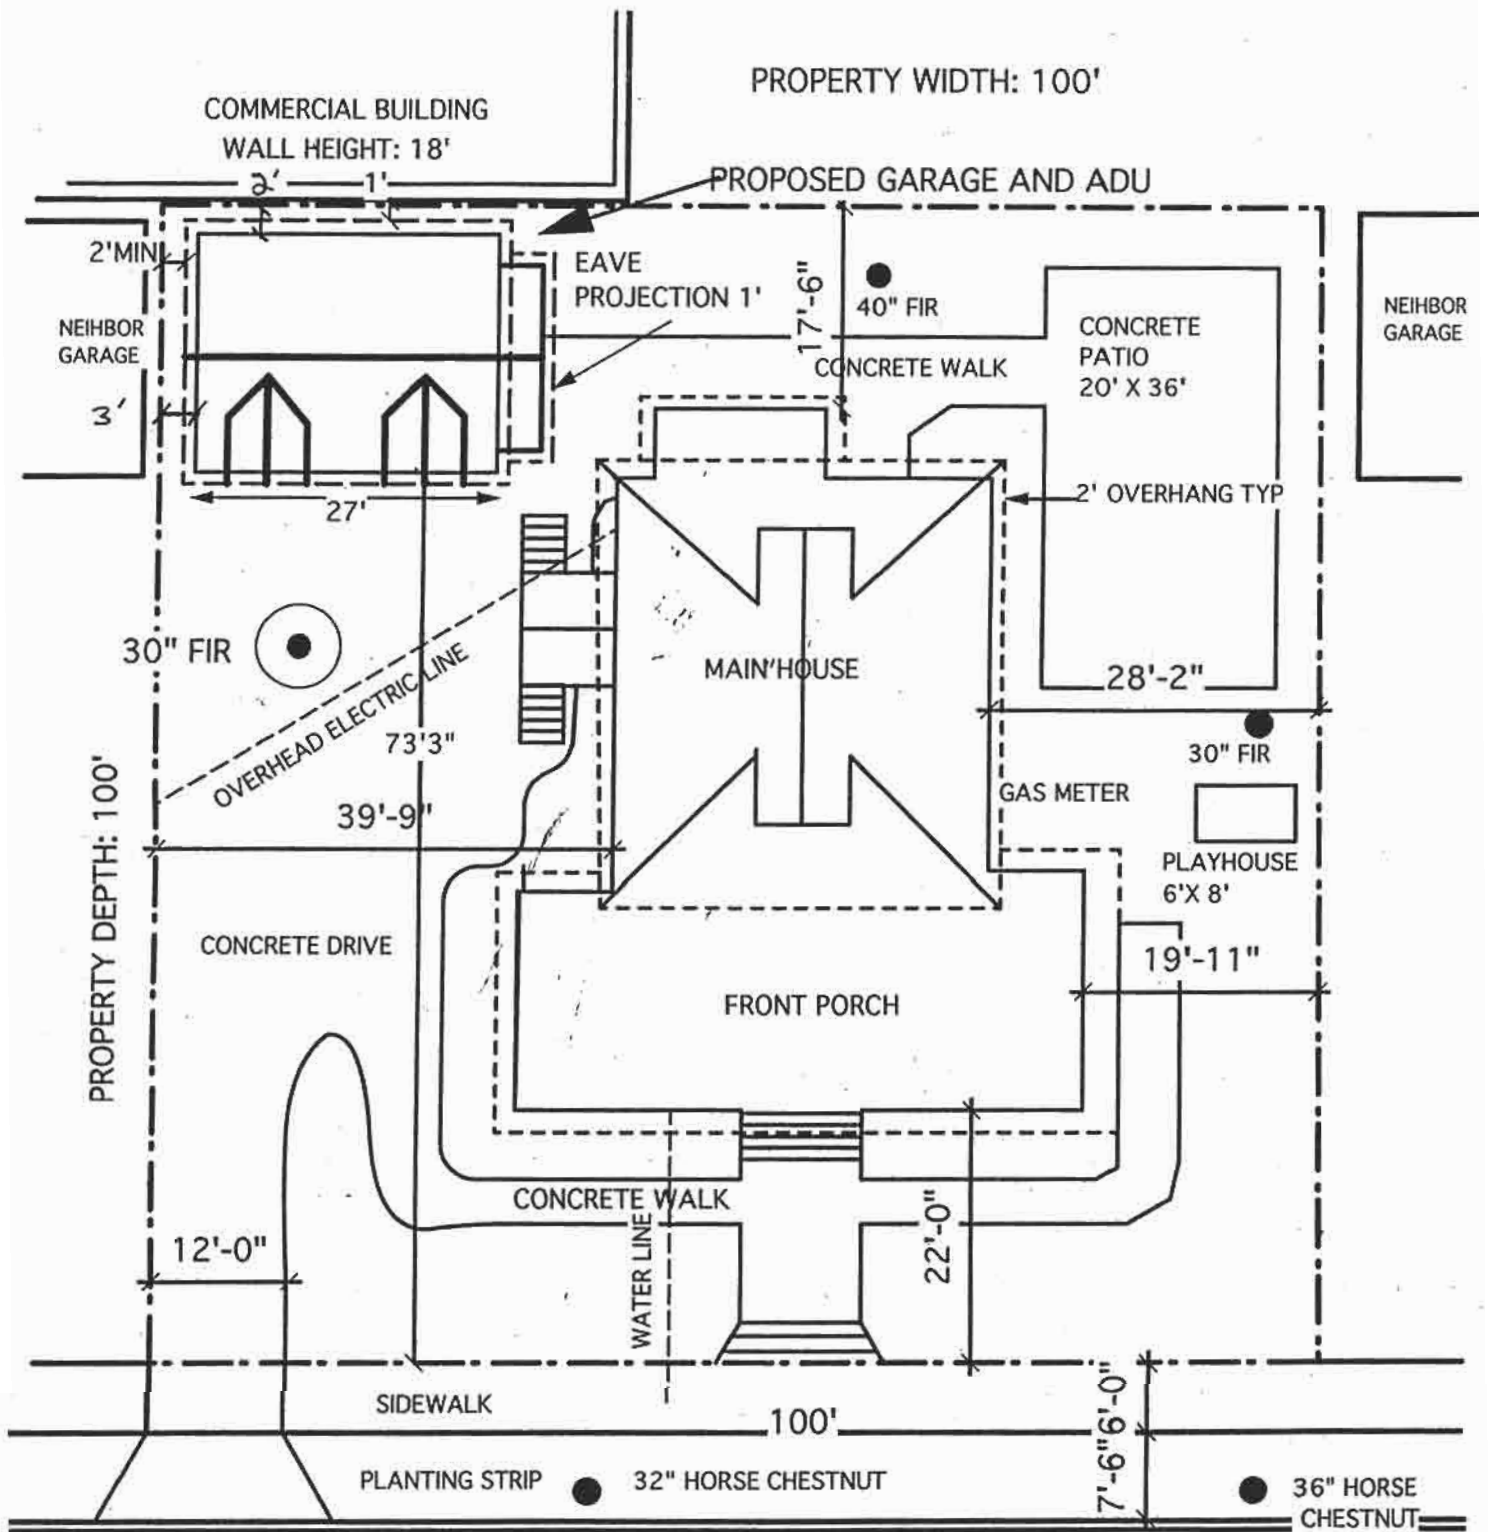 PROPERTY WIDTH: 100'
COMMERCIAL BUILDING
WALL HEIGHT: 18'
2'
1'
PROPOSED GARAGE AND ADU
2'MIN
EAVE
PROJECTION 1'
17'-6"
40" FIR
NEIHBOR
GARAGE
CONCRETE
PATIO
20' X 36'
NEIHBOR
GARAGE
CONCRETE WALK
3'
27'
2' OVERHANG TYP
30" FIR
OVERHEAD ELECTRIC LINE
MAIN'HOUSE
28'-2"
73'3"
30" FIR
GAS METER
39'-9"
PROPERTY DEPTH: 100'
PLAYHOUSE
6'X 8'
CONCRETE DRIVE
19'-11"
FRONT PORCH
CONCRETE WALK
WATER LINE
22'-0"
12'-0"
SIDEWALK
100'
6'-0"
7'-6"
PLANTING STRIP
32" HORSE CHESTNUT
36" HORSE
CHESTNUT